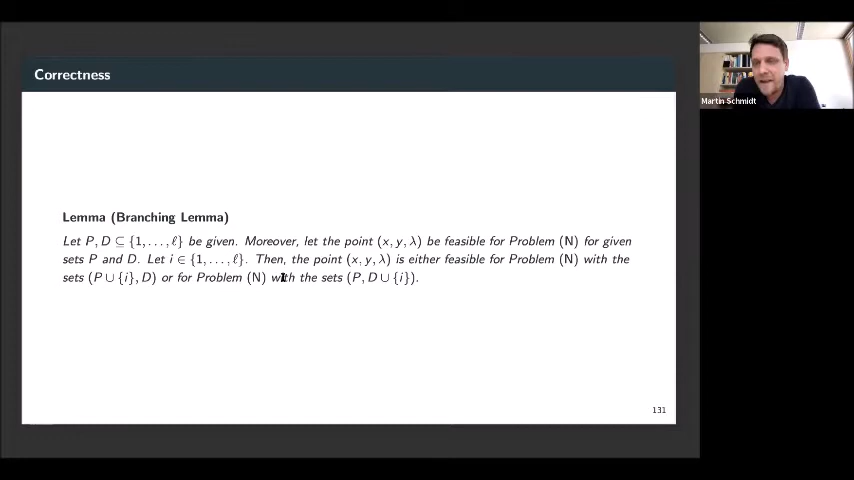 Correctness
Martin Schmidt
Lemma (Branching Lemma)
Let P, D ⊆ {1, . . . , ℓ} be given. Moreover, let the point (x, y, λ) be feasible for Problem (N) for given
sets P and D. Let i ∈ {1, . . . , ℓ}. Then, the point (x, y, λ) is either feasible for Problem (N) with the
sets (P ∪ {i}, D) or for Problem (N) with the sets (P, D ∪ {i}).
131